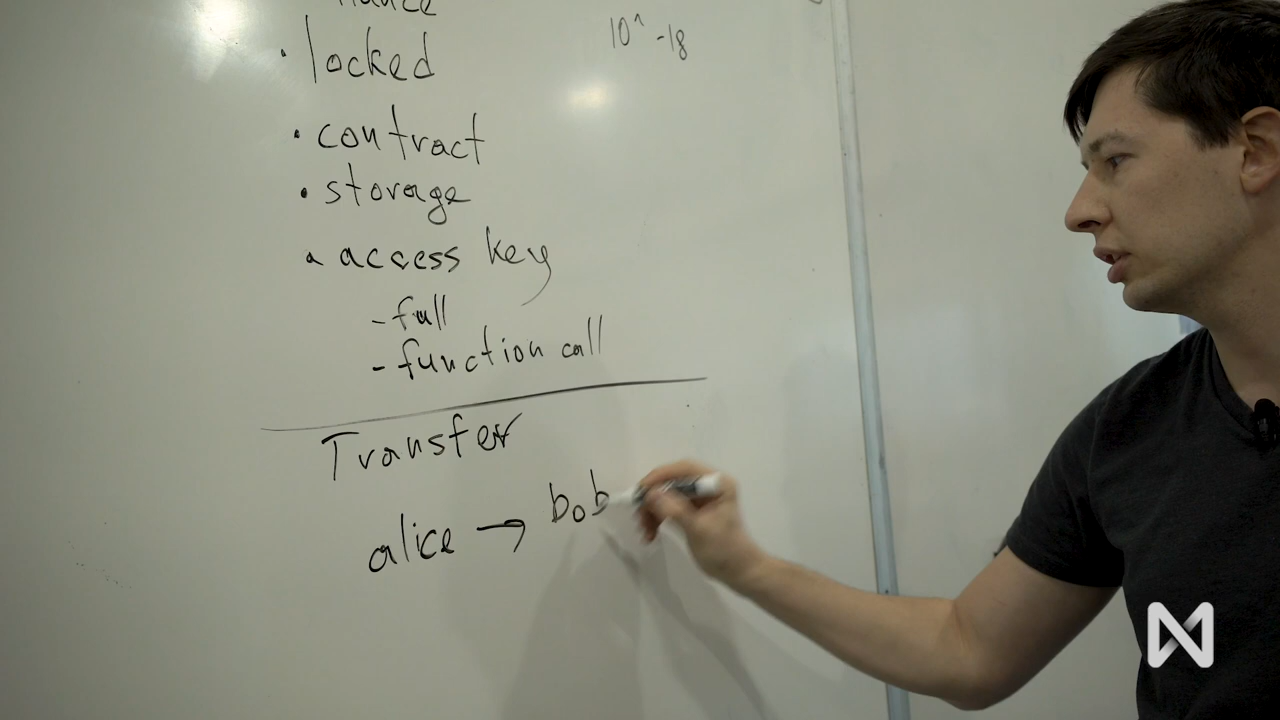 10^ -18
· locked
· contract
· storage
· access key
- full
- function call
Transfer
alice → bob